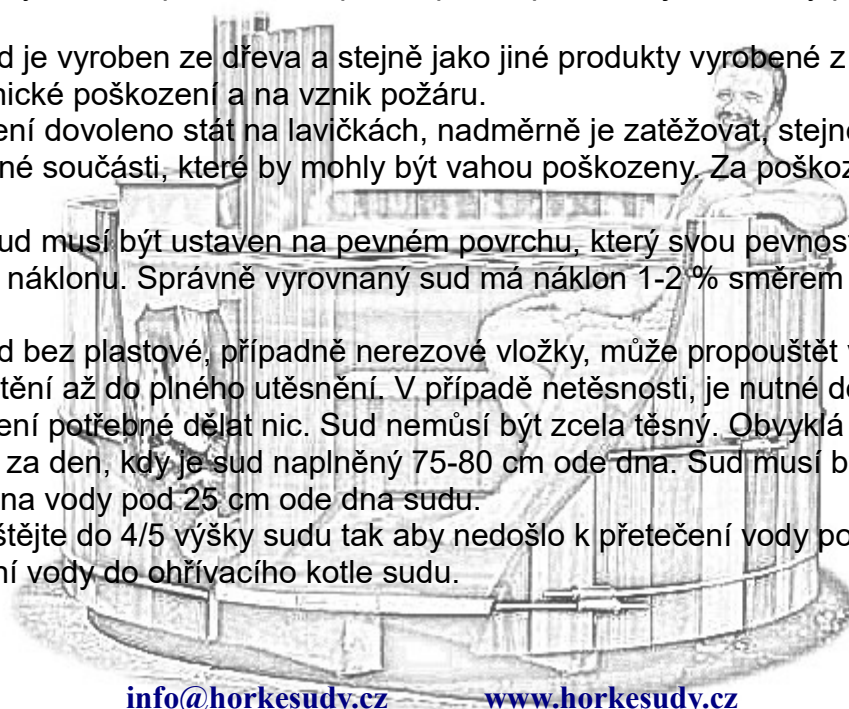 d je vyroben ze dřeva a stejně jako jiné produkty vyrobené z
nické poškození a na vznik požáru.
ení dovoleno stát na lavičkách, nadměrně je zatěžovat, stejně
né součásti, které by mohly být vahou poškozeny. Za poškoz
ud musí být ustaven na pevném povrchu, který svou pevnost
náklonu. Správně vyrovnaný sud má náklon 1-2 % směrem
d bez plastové, případně nerezové vložky, může propouštět v
tění až do plného utěsnění. V případě netěsnosti, je nutné do
ení potřebné dělat nic. Sud nemůsí být zcela těsný. Obvyklá
za den, kdy je sud naplněný 75-80 cm ode dna. Sud musí b
na vody pod 25 cm ode dna sudu.
štějte do 4/5 výšky sudu tak aby nedošlo k přetečení vody po
ní vody do ohřívacího kotle sudu.
info@horkesudy.cz www.horkesudy.cz